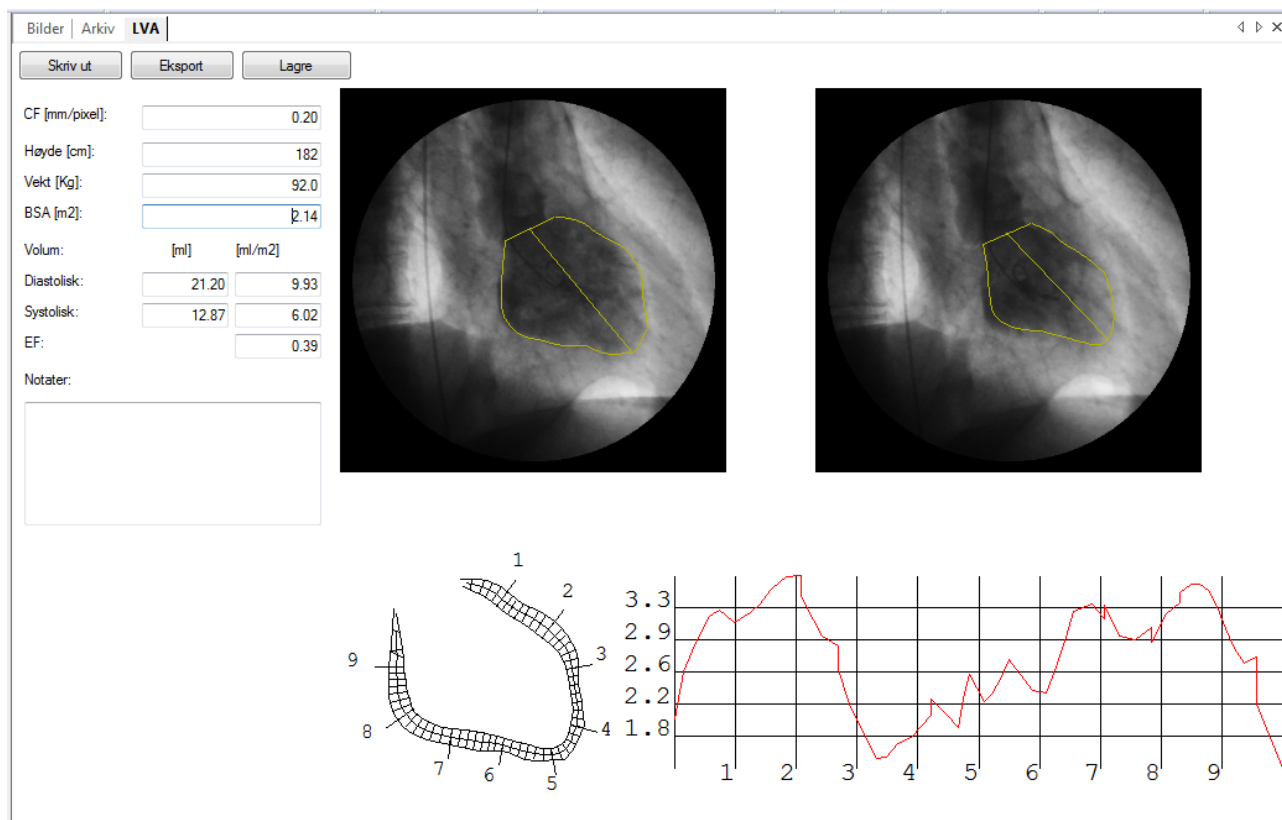 Bilder Arkiv LVA
Skriv ut Eksport Lagre
CF [mm/pixel]: 0.20
Høyde [cm]: 182
Vekt [Kg]: 92.0
BSA [m2]: 2.14
Volum: [ml] [ml/m2]
Diastolisk: 21.20 9.93
Systolisk: 12.87 6.02
EF: 0.39
Notater:
1
2
3
4
5
6
7
8
9
3.3
2.9
2.6
2.2
1.8
1 2 3 4 5 6 7 8 9